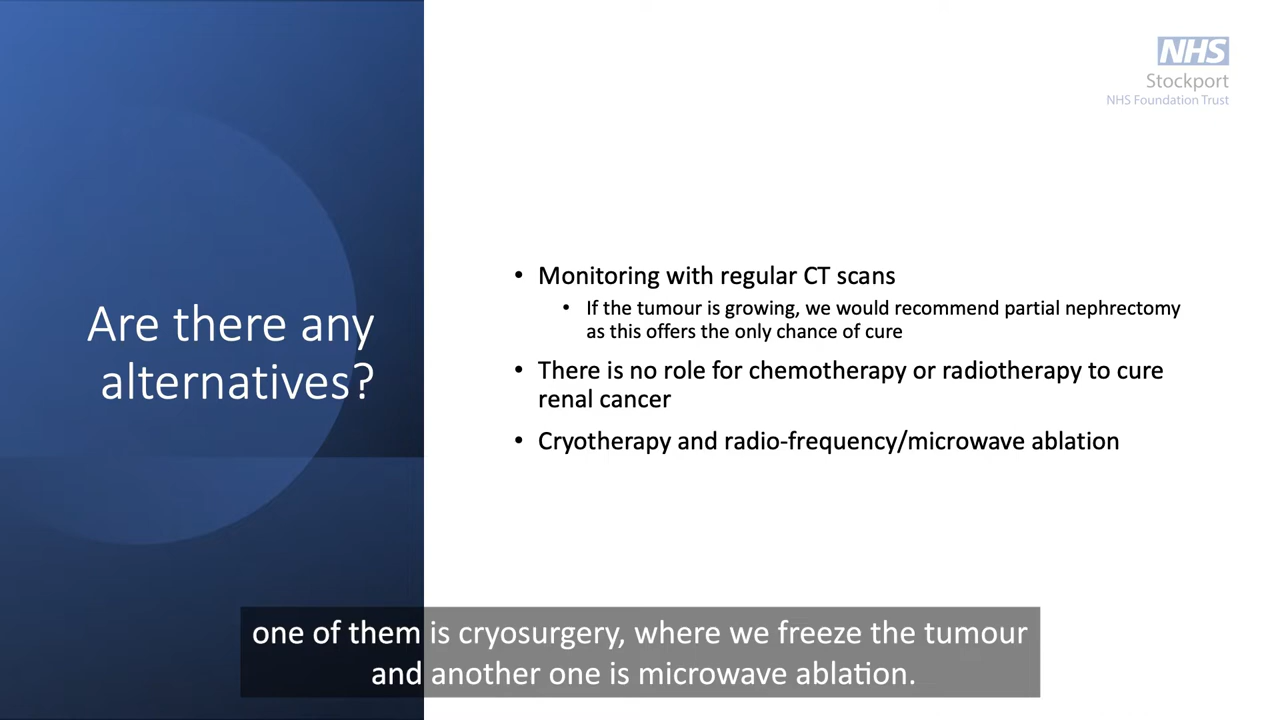 NHS
Stockport
NHS Foundation Trust
Are there any
alternatives?
• Monitoring with regular CT scans
• If the tumour is growing, we would recommend partial nephrectomy
as this offers the only chance of cure
• There is no role for chemotherapy or radiotherapy to cure
renal cancer
• Cryotherapy and radio-frequency/microwave ablation
one of them is cryosurgery, where we freeze the tumour
and another one is microwave ablation.